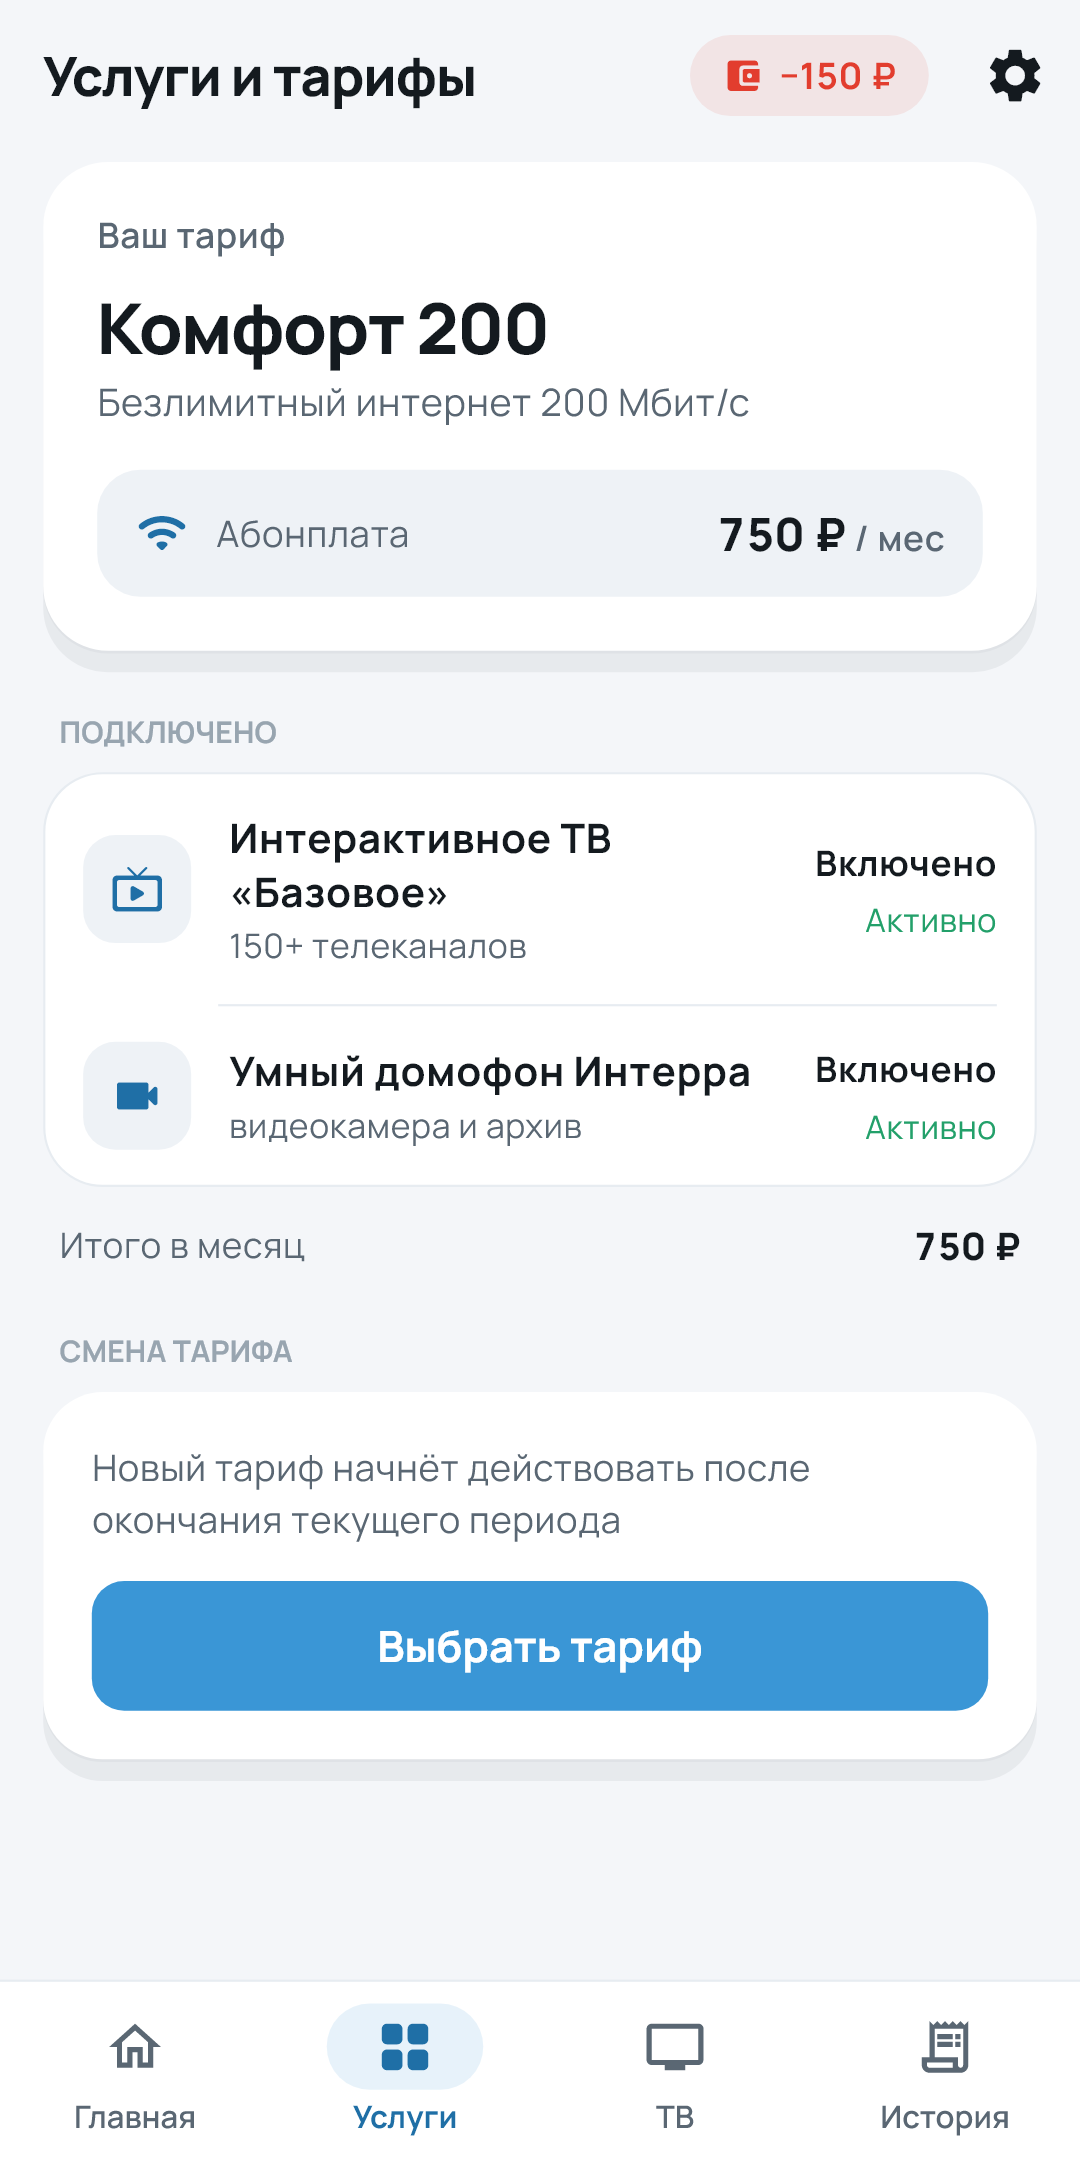 Услуги и тарифы
−150 ₽
Ваш тариф
Комфорт 200
Безлимитный интернет 200 Мбит/с
Абонплата
750 ₽ / мес
ПОДКЛЮЧЕНО
Интерактивное ТВ
«Базовое»
150+ телеканалов
Включено
Активно
Умный домофон Интерра
видеокамера и архив
Включено
Активно
Итого в месяц
750 ₽
СМЕНА ТАРИФА
Новый тариф начнёт действовать после
окончания текущего периода
Выбрать тариф
Главная
Услуги
ТВ
История